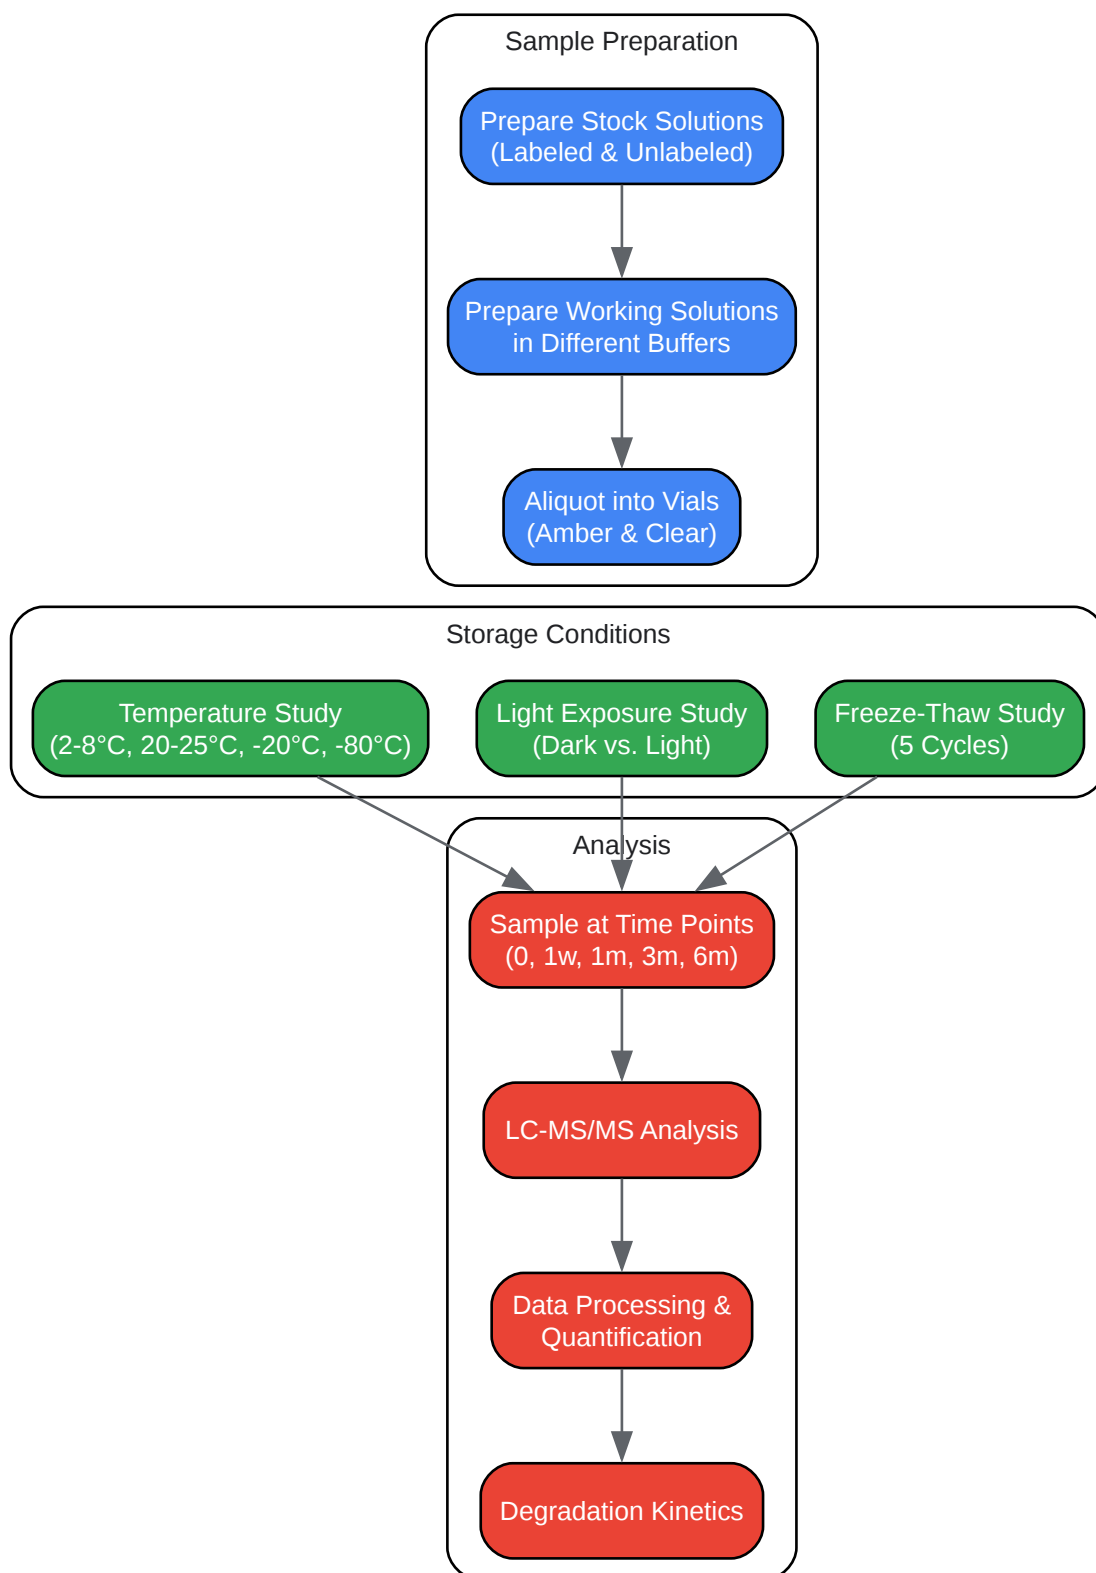 Sample Preparation
Prepare Stock Solutions
(Labeled & Unlabeled)
Prepare Working Solutions
in Different Buffers
Aliquot into Vials
(Amber & Clear)
Storage Conditions
Temperature Study
(2-8°C, 20-25°C, -20°C, -80°C)
Light Exposure Study
(Dark vs. Light)
Freeze-Thaw Study
(5 Cycles)
Analysis
Sample at Time Points
(0, 1w, 1m, 3m, 6m)
LC-MS/MS Analysis
Data Processing &
Quantification
Degradation Kinetics